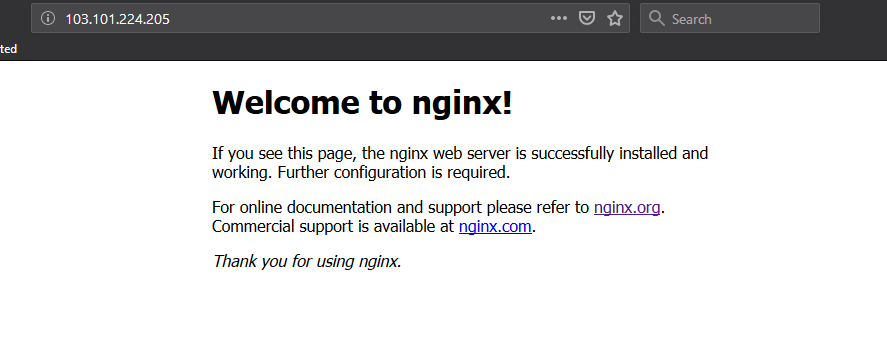 103.101.224.205
Search
ted
Welcome to nginx!
If you see this page, the nginx web server is successfully installed and
working. Further configuration is required.
For online documentation and support please refer to nginx.org.
Commercial support is available at nginx.com.
Thank you for using nginx.